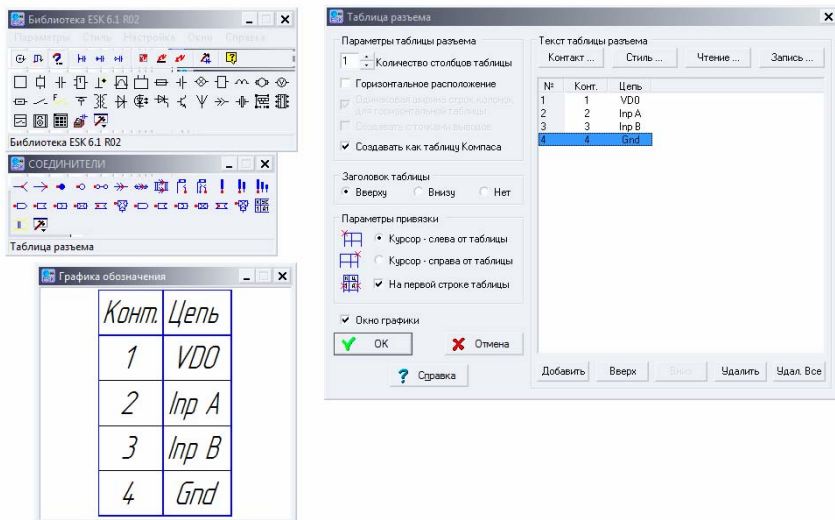 Библиотека ESK 6.1 R02
Параметры Стиль Настройка Окна Справка
Библиотека ESK 6.1 R02
СОЕДИНИТЕЛИ
Таблица разъема
Графика обозначения
Конт. Цепь
1 VDO
2 Inp A
3 Inp B
4 Gnd
Таблица разъема
Параметры таблицы разъема
1 Количество столбцов таблицы
Горизонтальное расположение
Одинаковая ширина строк, колонок
для горизонтальной таблицы
Создавать с точками выводов
Создавать как таблицу Компаса
Заголовок таблицы
Вверху Внизу Нет
Параметры привязки
Курсор - слева от таблицы
Курсор - справа от таблицы
На первой строке таблицы
Окно графики
OK Отмена
Справка
Текст таблицы разъема
Контакт ... Стиль ... Чтение ... Запись ...
№ Конт. Цепь
1 1 VD0
2 2 Inp A
3 3 Inp B
4 4 Gnd
Добавить Вверх Вниз Удалить Удал. Все